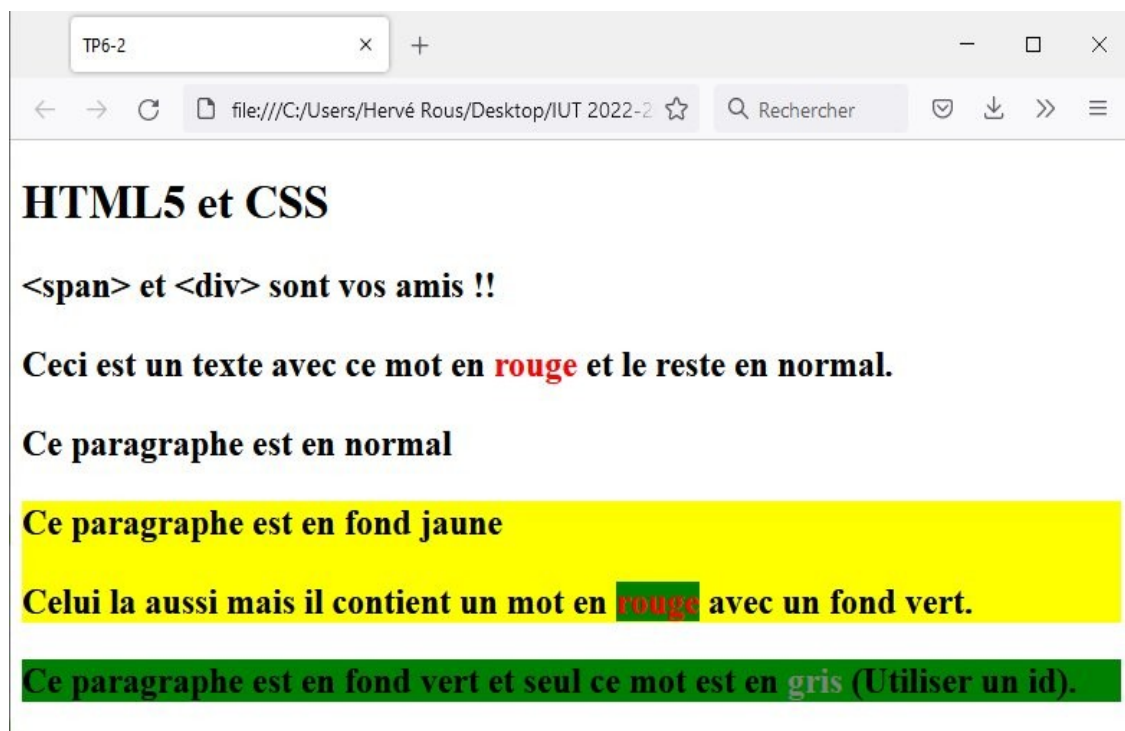 TP6-2
file:///C:/Users/Hervé Rous/Desktop/IUT 2022-2
Rechercher
HTML5 et CSS
<span> et <div> sont vos amis !!
Ceci est un texte avec ce mot en rouge et le reste en normal.
Ce paragraphe est en normal
Ce paragraphe est en fond jaune
Celui la aussi mais il contient un mot en rouge avec un fond vert.
Ce paragraphe est en fond vert et seul ce mot est en gris (Utiliser un id).